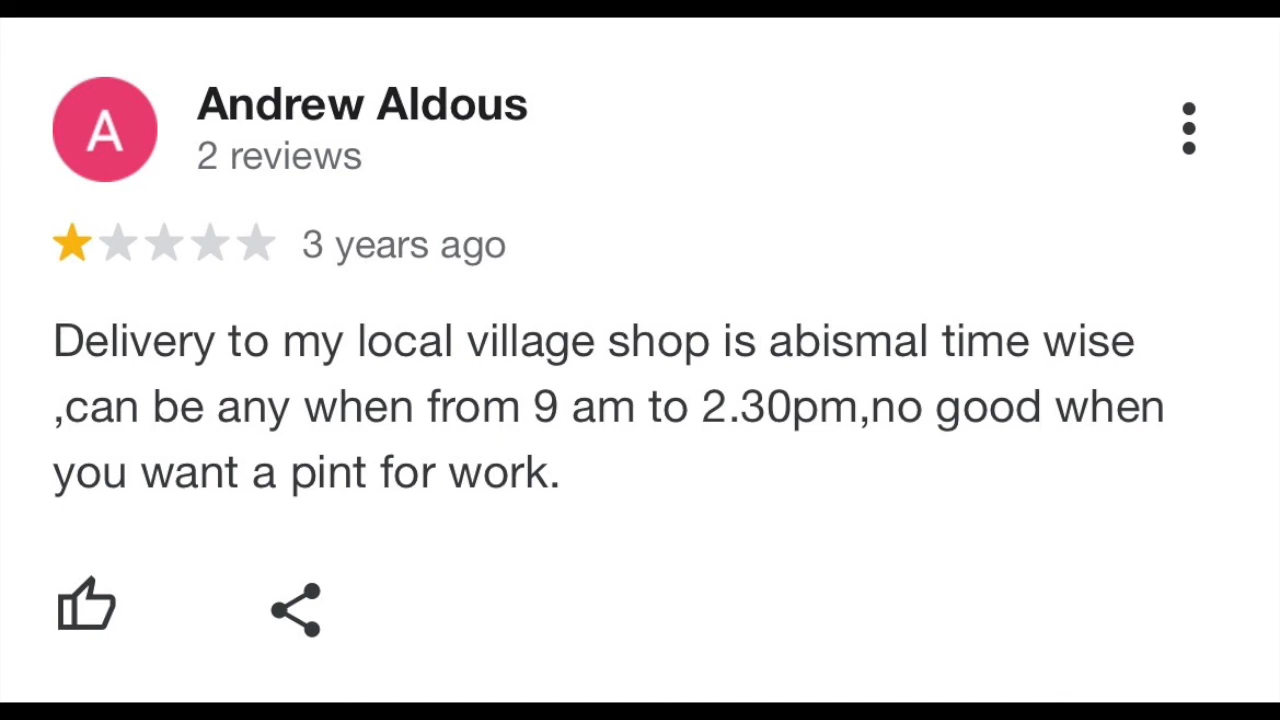 A
Andrew Aldous
2 reviews
3 years ago
Delivery to my local village shop is abismal time wise
,can be any when from 9 am to 2.30pm,no good when
you want a pint for work.